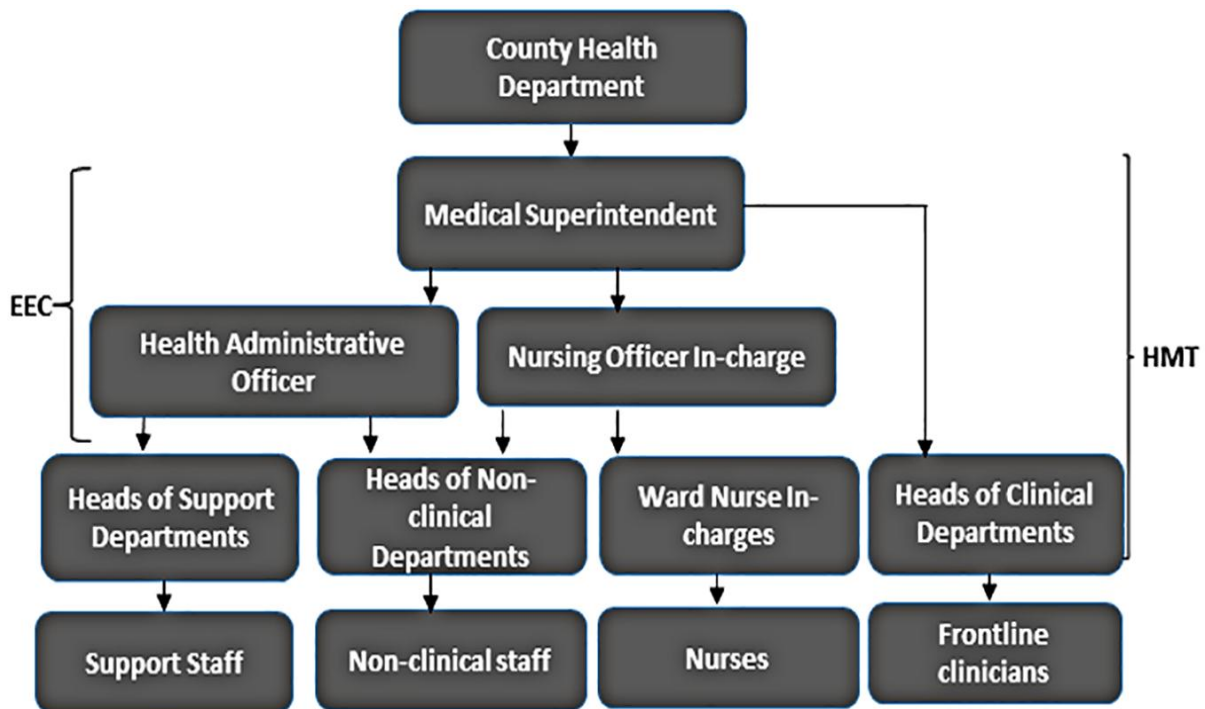 County Health
Department
Medical Superintendent
EEC
Health Administrative
Officer
Nursing Officer In-charge
HMT
Heads of Support
Departments
Heads of Non-
clinical
Departments
Ward Nurse In-
charges
Heads of Clinical
Departments
Support Staff
Non-clinical staff
Nurses
Frontline
clinicians